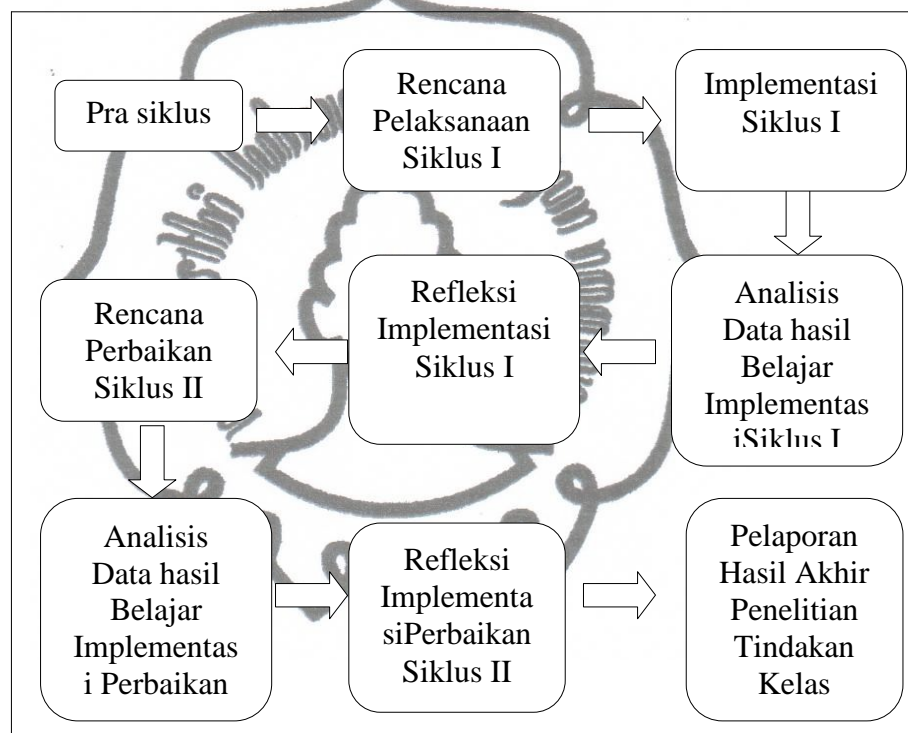 Pra siklus
Rencana
Pelaksanaan
Siklus I
Implementasi
Siklus I
Analisis
Data hasil
Belajar
Implementas
iSiklus I
Refleksi
Implementasi
Siklus I
Rencana
Perbaikan
Siklus II
Analisis
Data hasil
Belajar
Implementas
i Perbaikan
Refleksi
Implementa
siPerbaikan
Siklus II
Pelaporan
Hasil Akhir
Penelitian
Tindakan
Kelas